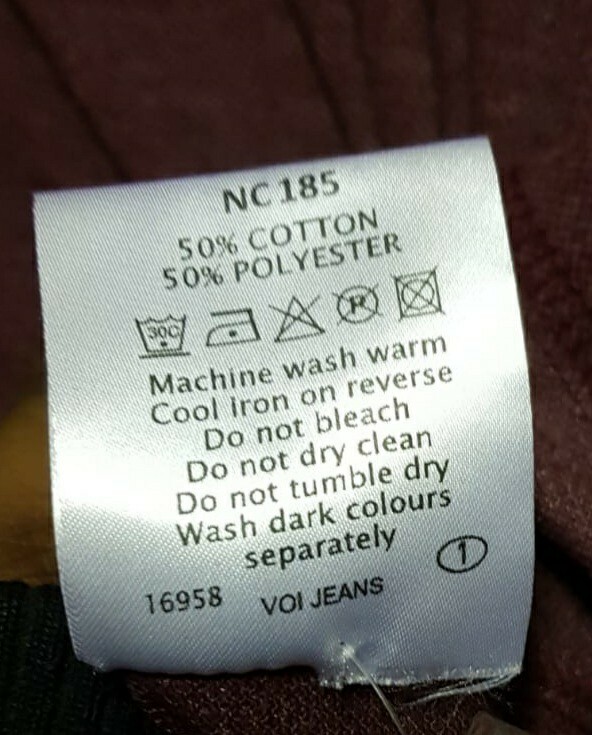 NC 185
50% COTTON
50% POLYESTER
30C P
Machine wash warm
Cool iron on reverse
Do not bleach
Do not dry clean
Do not tumble dry
Wash dark colours
separately
1
16958 VOI JEANS